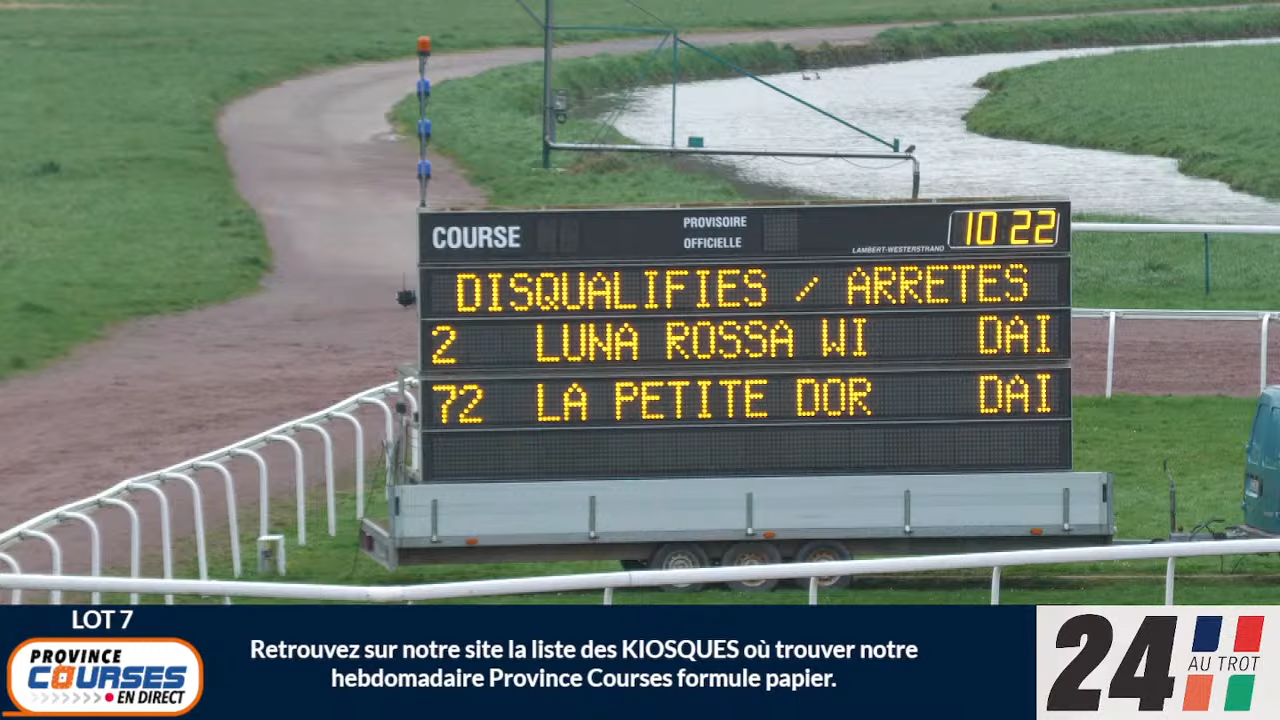 COURSE
PROVISOIRE
OFFICIELLE
LAMBERT-WESTERSTRAND
10 22
DISQUALIFIES / ARRETES
2 LUNA ROSSA WI DAI
72 LA PETITE DOR DAI
LOT 7
PROVINCE
COURSES
EN DIRECT
Retrouvez sur notre site la liste des KIOSQUES où trouver notre
hebdomadaire Province Courses formule papier.
24
AU TROT